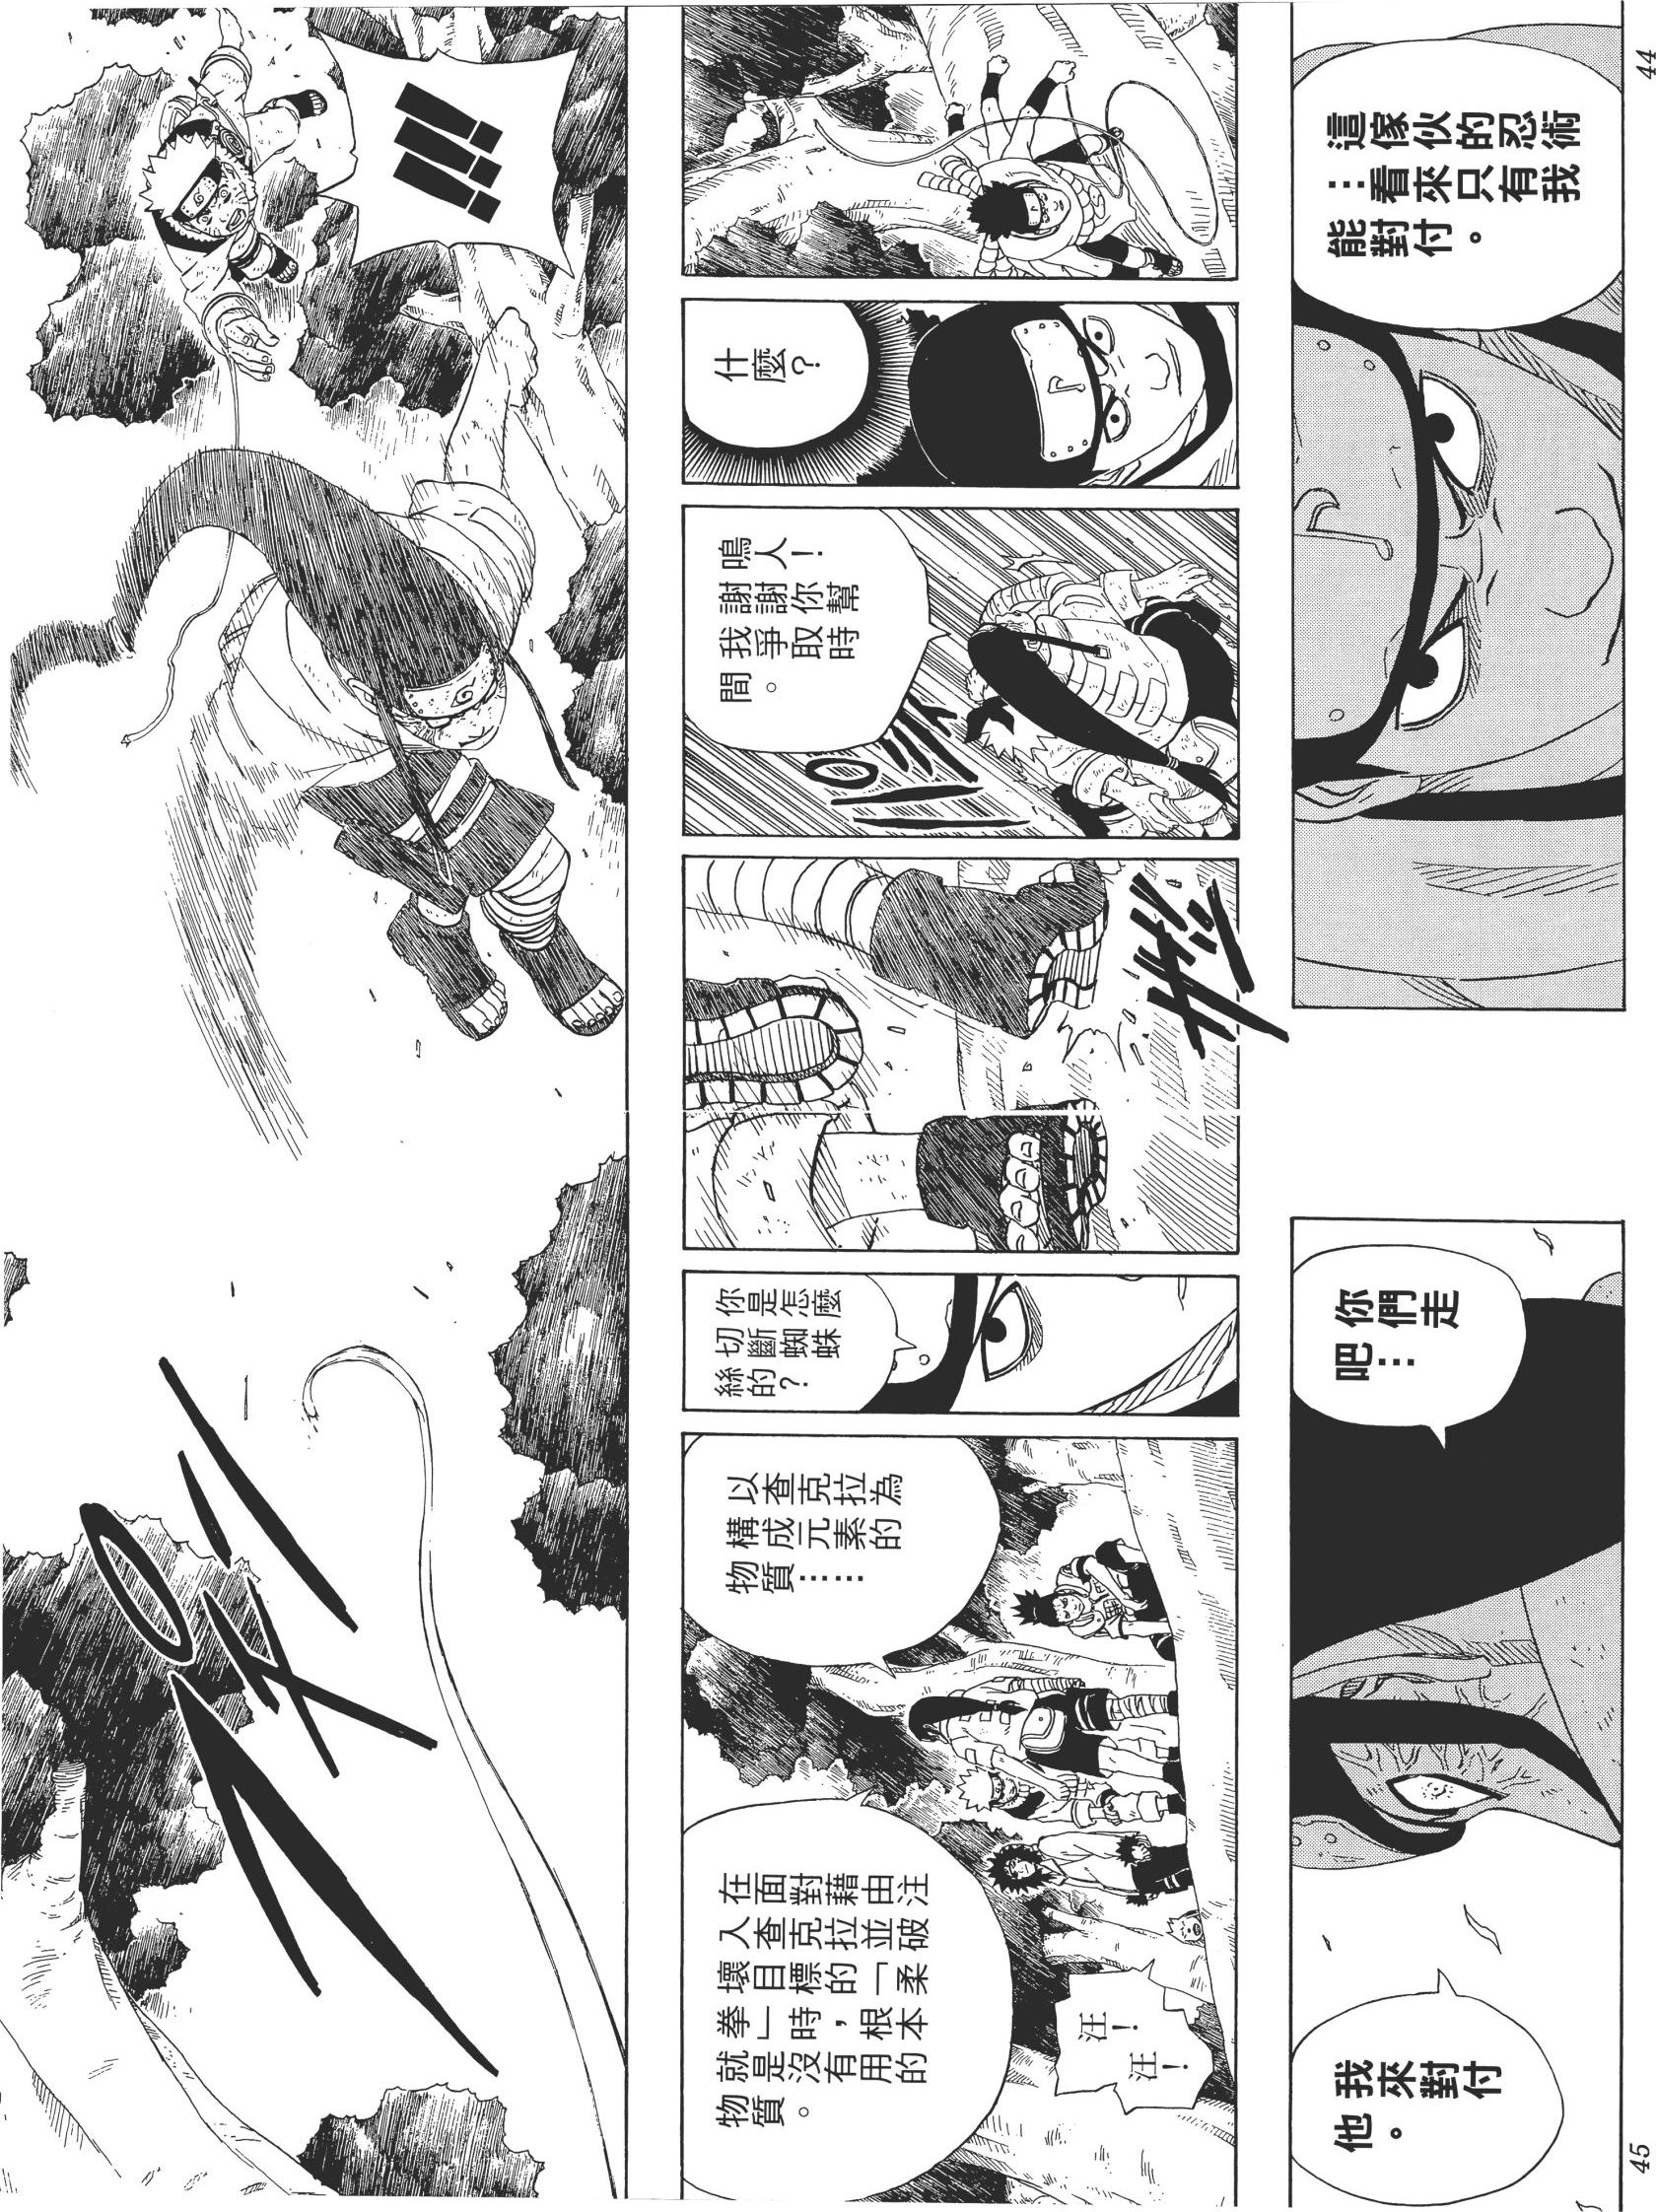 !!!
什麼?
鳴人!
謝謝你幫
我爭取時
間。
你是怎麼
切斷蜘蛛
絲的?
以查克拉為
構成元素的
物質……
在面對藉由注
入查克拉並破
壞目標的「柔
拳」時,根本
就是沒有用的
物質。
汪!
汪!
這傢伙的忍術
…看來只有我
能對付。
你們走
吧…
我來對付
他。
44
45